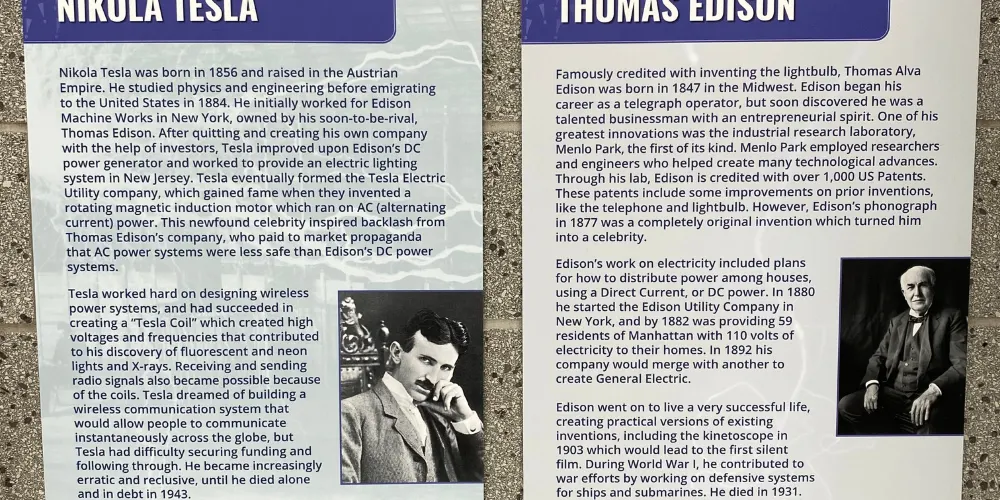 NIKOLA TESLA
Nikola Tesla was born in 1856 and raised in the Austrian
Empire. He studied physics and engineering before emigrating
to the United States in 1884. He initially worked for Edison
Machine Works in New York, owned by his soon-to-be-rival,
Thomas Edison. After quitting and creating his own company
with the help of investors, Tesla improved upon Edison's DC
power generator and worked to provide an electric lighting
system in New Jersey. Tesla eventually formed the Tesla Electric
Utility company, which gained fame when they invented a
rotating magnetic induction motor which ran on AC (alternating
current) power. This newfound celebrity inspired backlash from
Thomas Edison's company, who paid to market propaganda
that AC power systems were less safe than Edison's DC power
systems.
Tesla worked hard on designing wireless
power systems, and had succeeded in
creating a "Tesla Coil" which created high
voltages and frequencies that contributed
to his discovery of fluorescent and neon
lights and X-rays. Receiving and sending
radio signals also became possible because
of the coils. Tesla dreamed of building a
wireless communication system that
would allow people to communicate
instantaneously across the globe, but
Tesla had difficulty securing funding and
following through. He became increasingly
erratic and reclusive, until he died alone
and in debt in 1943.
THOMAS EDISON
Famously credited with inventing the lightbulb, Thomas Alva
Edison was born in 1847 in the Midwest. Edison began his
career as a telegraph operator, but soon discovered he was a
talented businessman with an entrepreneurial spirit. One of his
greatest innovations was the industrial research laboratory,
Menlo Park, the first of its kind. Menlo Park employed researchers
and engineers who helped create many technological advances.
Through his lab, Edison is credited with over 1,000 US Patents.
These patents include some improvements on prior inventions,
like the telephone and lightbulb. However, Edison's phonograph
in 1877 was a completely original invention which turned him
into a celebrity.
Edison's work on electricity included plans
for how to distribute power among houses,
using a Direct Current, or DC power. In 1880
he started the Edison Utility Company in
New York, and by 1882 was providing 59
residents of Manhattan with 110 volts of
electricity to their homes. In 1892 his
company would merge with another to
create General Electric.
Edison went on to live a very successful life,
creating practical versions of existing
inventions, including the kinetoscope in
1903 which would lead to the first silent
film. During World War I, he contributed to
war efforts by working on defensive systems
for ships and submarines. He died in 1931.